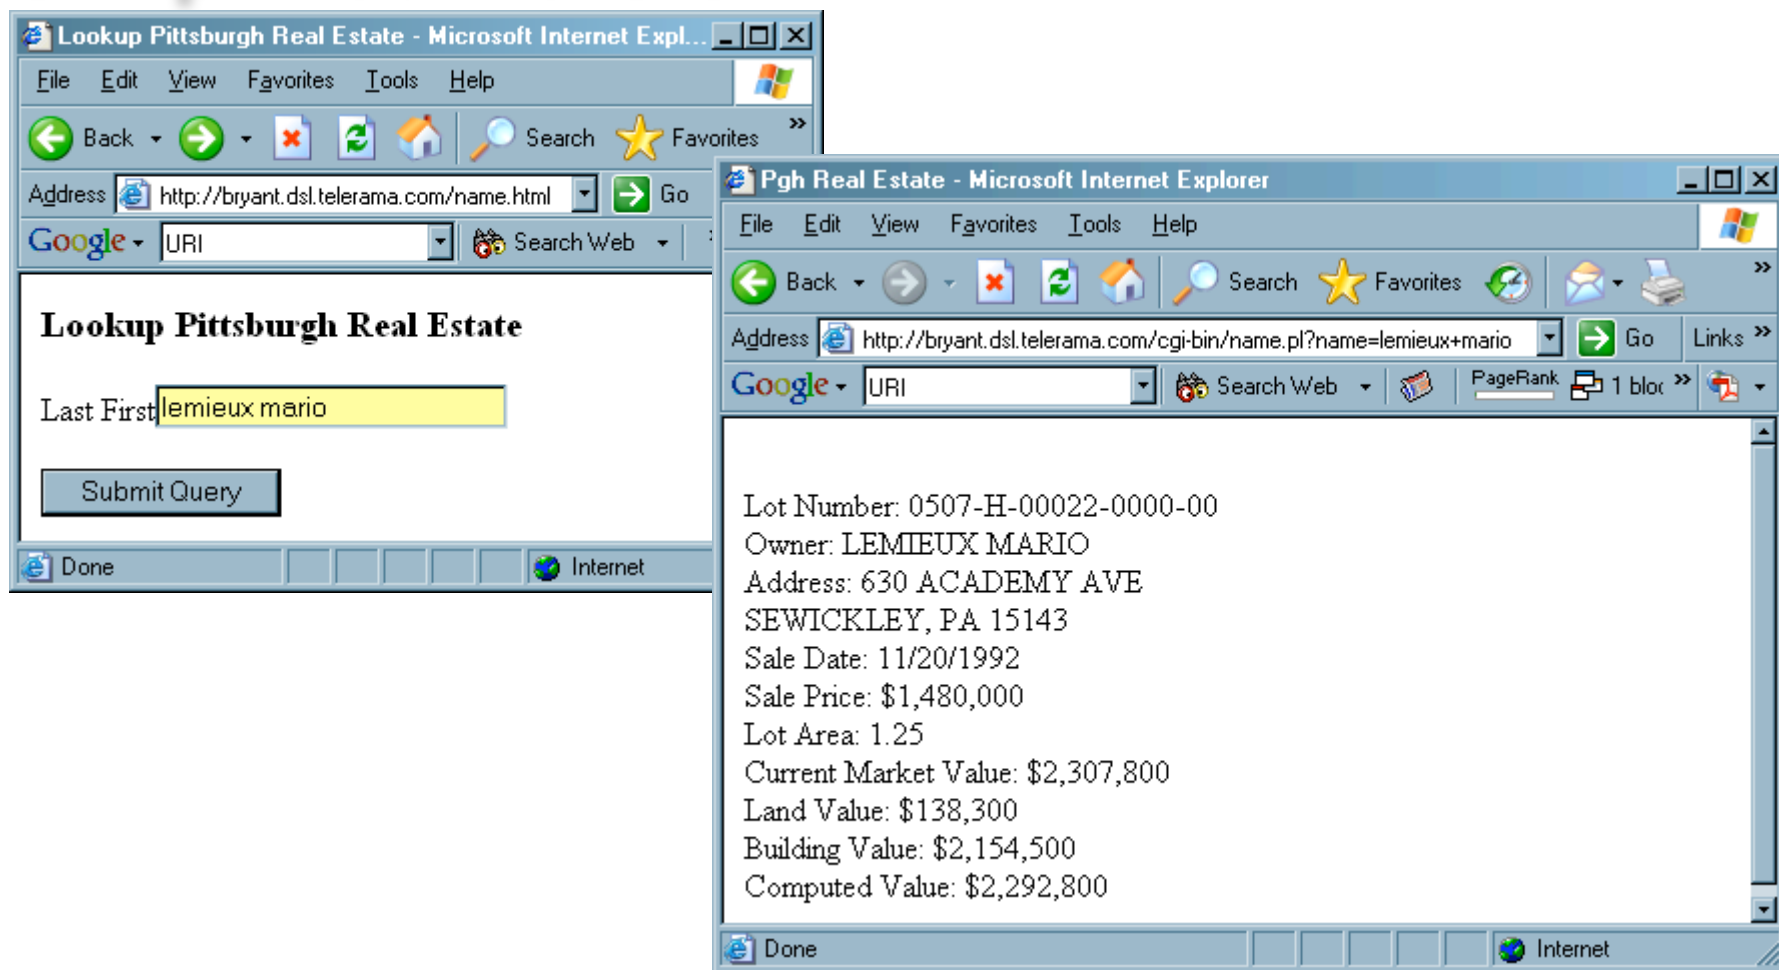 Lookup Pittsburgh Real Estate - Microsoft Internet Expl...
File Edit View Favorites Tools Help
Back Search Favorites »
Address http://bryant.dsl.telerama.com/name.html Go
Google URI Search Web
Lookup Pittsburgh Real Estate
Last First lemieux mario
Submit Query
Done Internet
Pgh Real Estate - Microsoft Internet Explorer
File Edit View Favorites Tools Help
Back Search Favorites »
Address http://bryant.dsl.telerama.com/cgi-bin/name.pl?name=lemieux+mario Go Links »
Google URI Search Web PageRank 1 bloc »
Lot Number: 0507-H-00022-0000-00
Owner: LEMIEUX MARIO
Address: 630 ACADEMY AVE
SEWICKLEY, PA 15143
Sale Date: 11/20/1992
Sale Price: $1,480,000
Lot Area: 1.25
Current Market Value: $2,307,800
Land Value: $138,300
Building Value: $2,154,500
Computed Value: $2,292,800
Done Internet